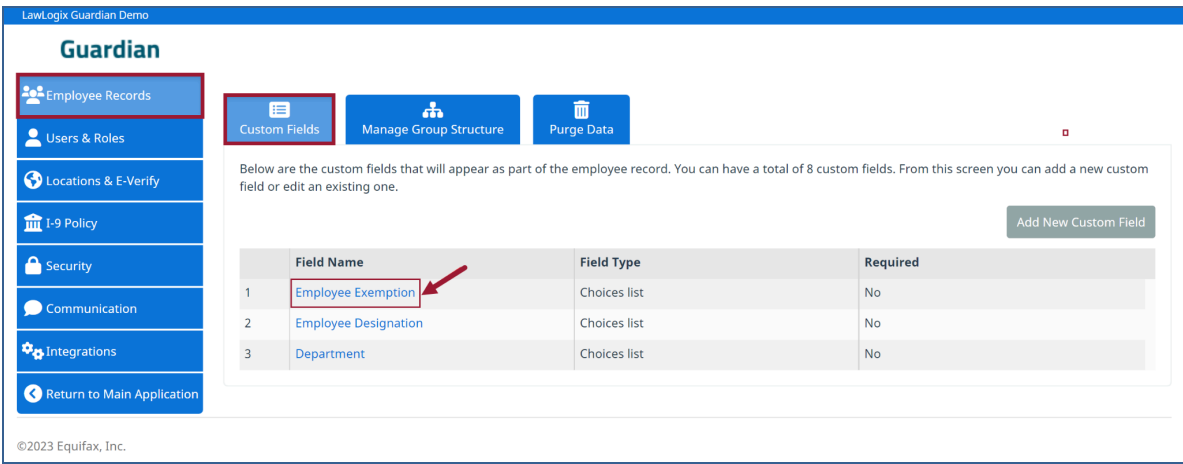 LawLogix Guardian Demo
Guardian
Employee Records
Users & Roles
Locations & E-Verify
I-9 Policy
Security
Communication
Integrations
Return to Main Application
Custom Fields
Manage Group Structure
Purge Data
Below are the custom fields that will appear as part of the employee record. You can have a total of 8 custom fields. From this screen you can add a new custom
field or edit an existing one.
Add New Custom Field
Field Name Field Type Required
1 Employee Exemption Choices list No
2 Employee Designation Choices list No
3 Department Choices list No
©2023 Equifax, Inc.